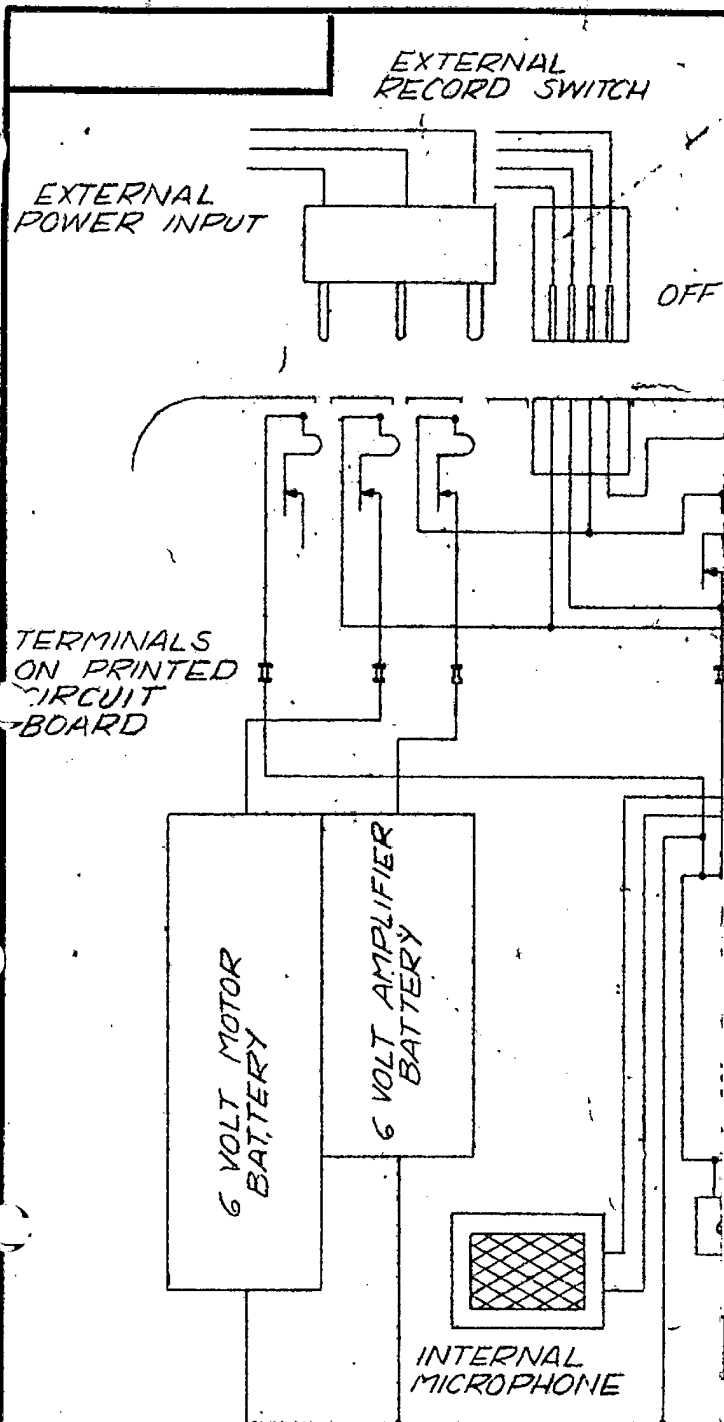 EXTERNAL
RECORD SWITCH
EXTERNAL
POWER INPUT
OFF
TERMINALS
ON PRINTED
CIRCUIT
BOARD
6 VOLT MOTOR
BATTERY
6 VOLT AMPLIFIER
BATTERY
INTERNAL
MICROPHONE